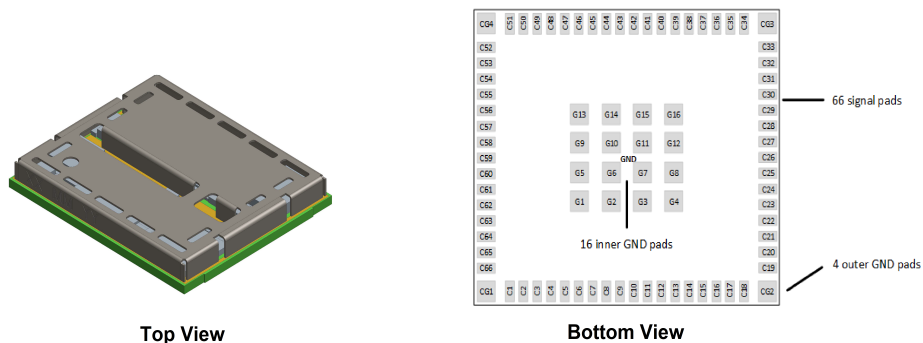 CG4 C51 C50 C49 C48 C47 C46 C45 C44 C43 C42 C41 C40 C39 C38 C37 C36 C35 C34 CG3
C52 C33
C53 C32
C54 C31
C55 C30
66 signal pads
C56 G13 G14 G15 G16 C29
C57 C28
C58 G9 G10 G11 G12 C27
C59 GND C26
C60 G5 G6 G7 G8 C25
C61 C24
C62 G1 G2 G3 G4 C23
C63 C22
C64 C21
16 inner GND pads
C65 C20
C66 C19
4 outer GND pads
CG1 C1 C2 C3 C4 C5 C6 C7 C8 C9 C10 C11 C12 C13 C14 C15 C16 C17 C18 CG2
Top View
Bottom View